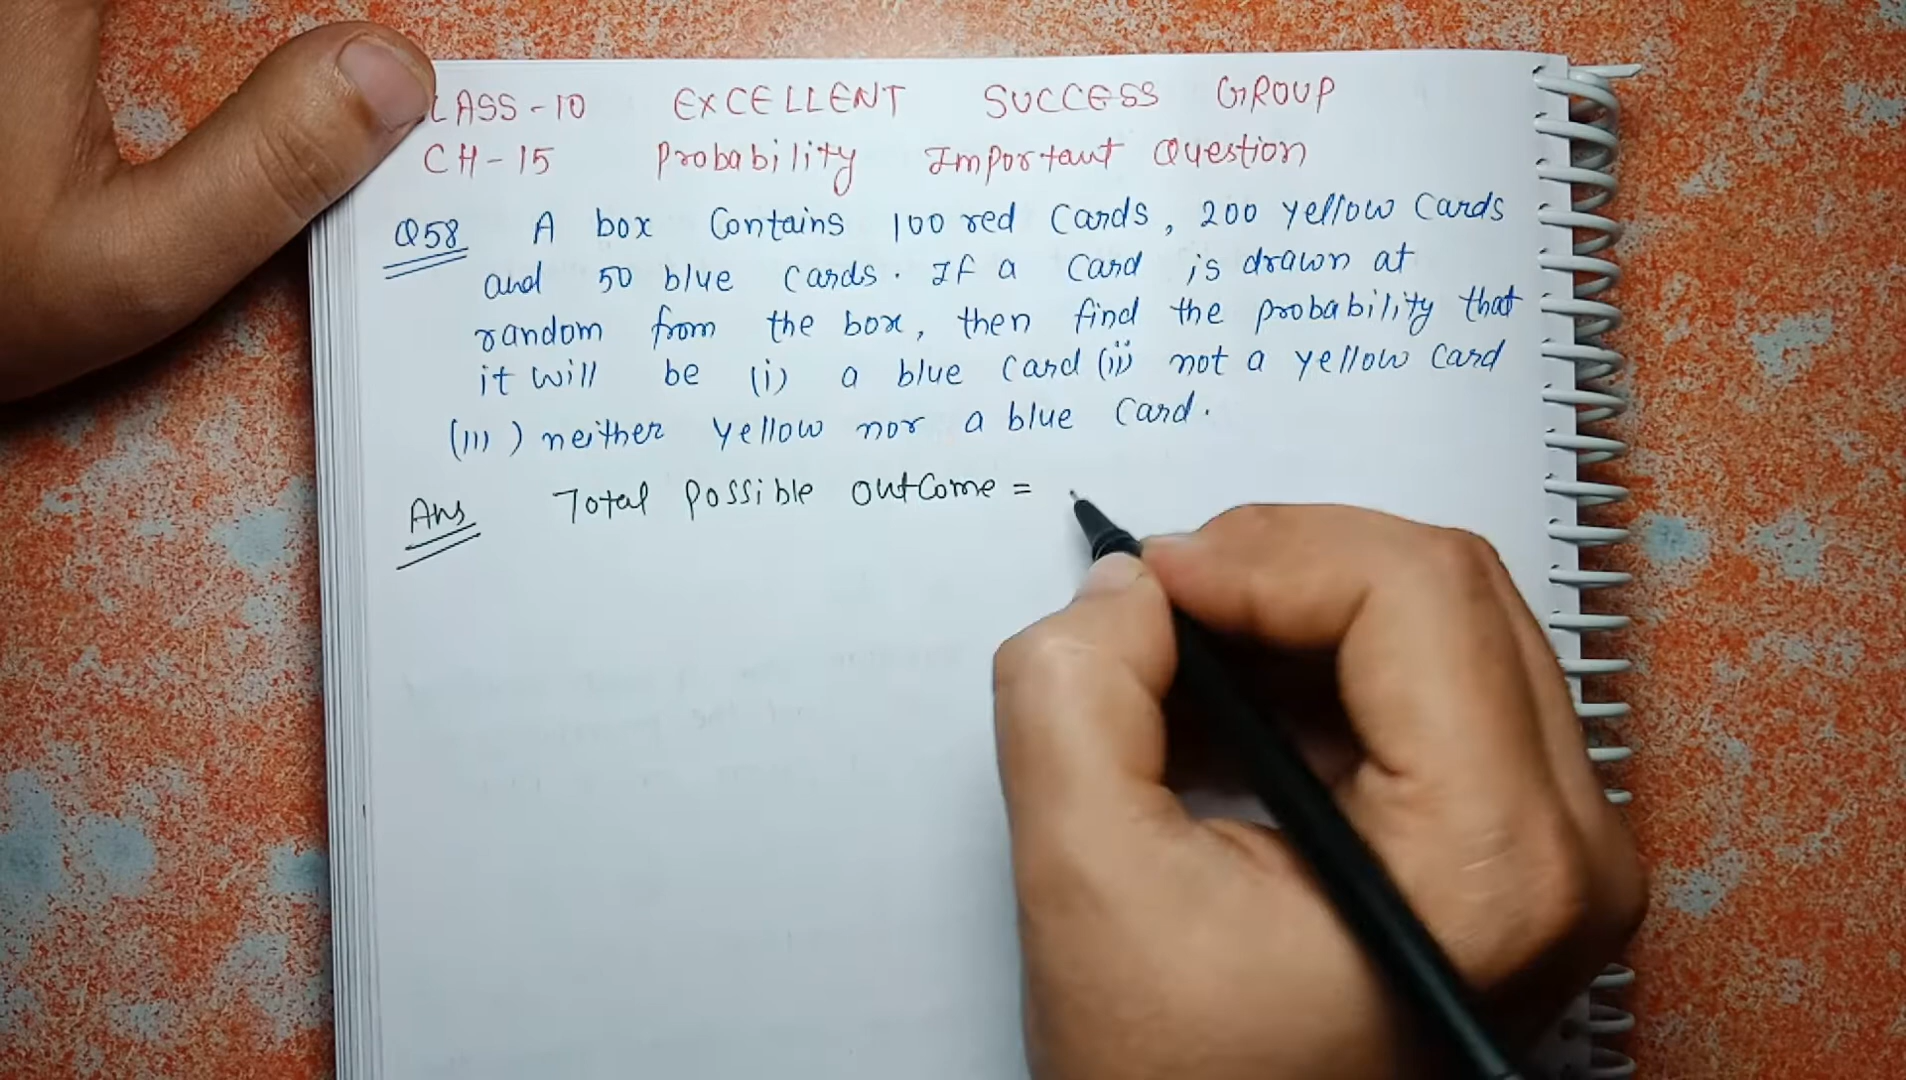 LASS - 10 EXCELLENT SUCCESS GROUP
CH - 15 Probability Important Question
Q58 A box Contains 100 red Cards, 200 yellow Cards
and 50 blue Cards. If a Card is drawn at
random from the box, then find the probability that
it will be (i) a blue Card (ii) not a yellow Card
(iii) neither yellow nor a blue Card.
Ans Total Possible OutCome =